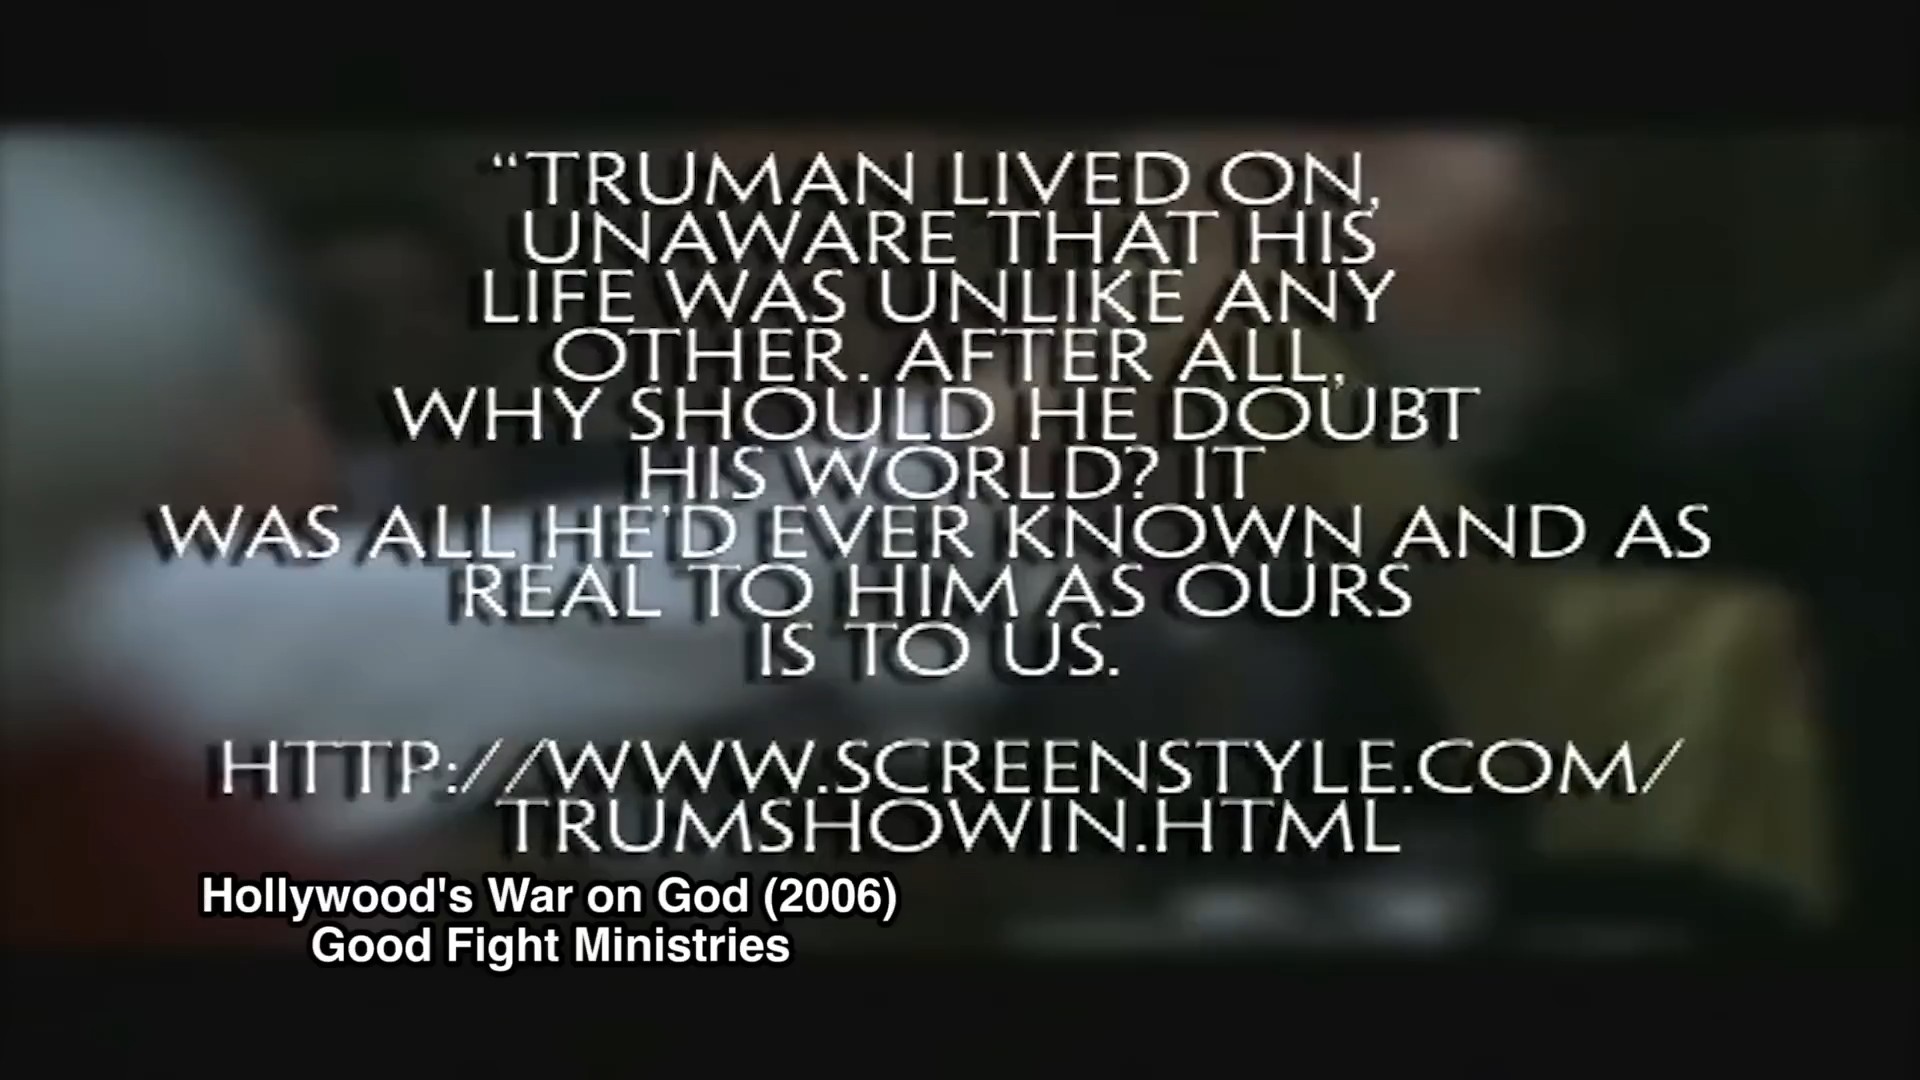 “TRUMAN LIVED ON,
UNAWARE THAT HIS
LIFE WAS UNLIKE ANY
OTHER. AFTER ALL,
WHY SHOULD HE DOUBT
HIS WORLD? IT
WAS ALL HE'D EVER KNOWN AND AS
REAL TO HIM AS OURS
IS TO US.
HTTP://WWW.SCREENSTYLE.COM/
TRUMSHOWIN.HTML
Hollywood's War on God (2006)
Good Fight Ministries